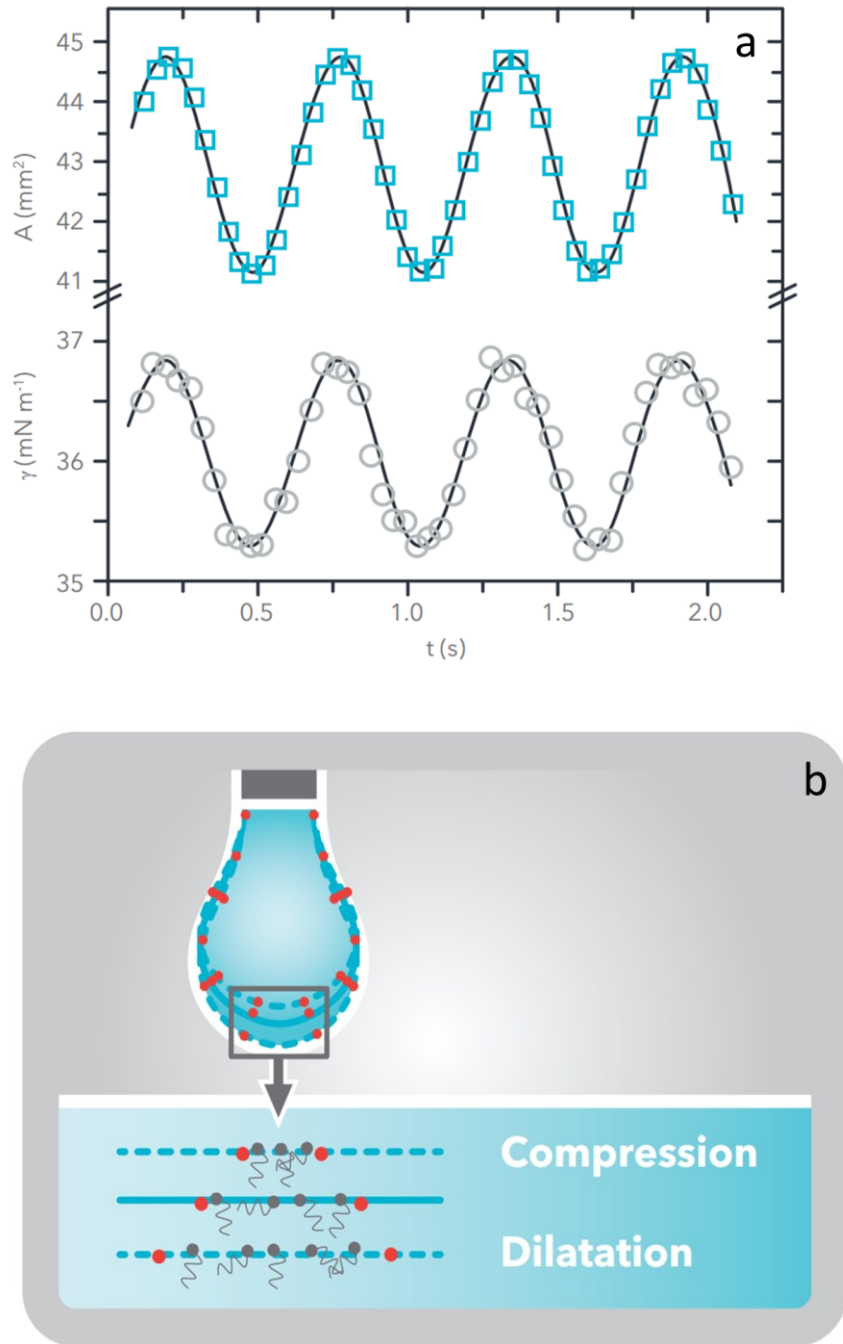 a
45
44
43
42
41
A (mm²)
37
36
35
γ (mN m⁻¹)
0.0 0.5 1.0 1.5 2.0
t (s)
b
Compression
Dilatation